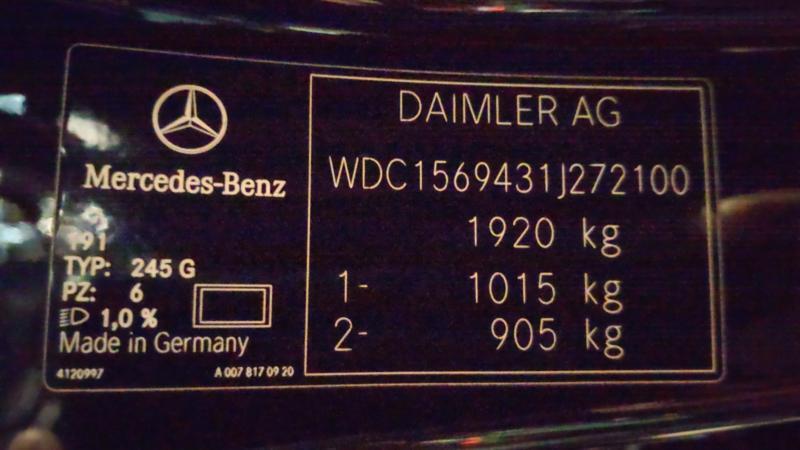 Mercedes-Benz
191
TYP: 245 G
PZ: 6
1,0 %
Made in Germany
4120997
A 007 817 09 20
DAIMLER AG
WDC1569431J272100
1920 kg
1- 1015 kg
2- 905 kg